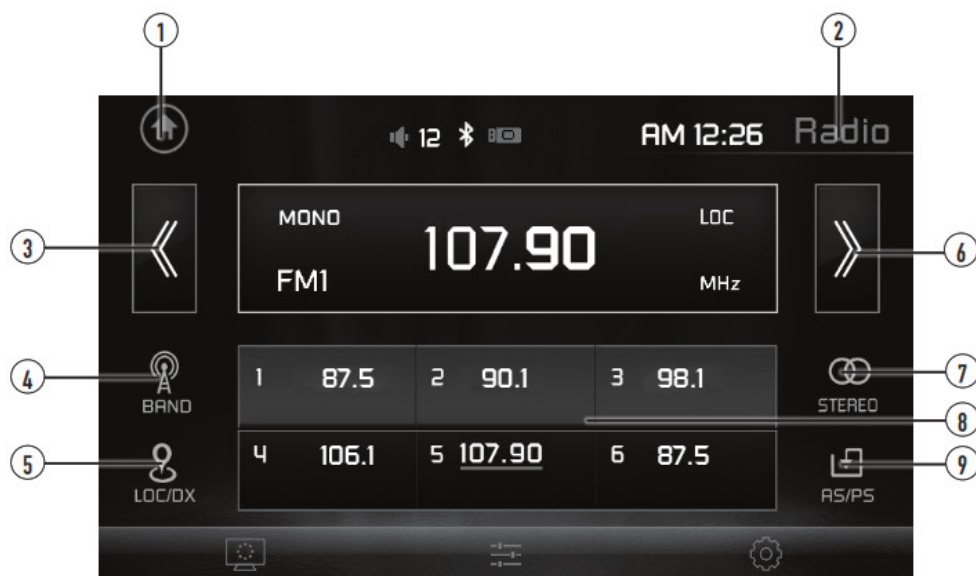 1 2
12 AM 12:26 Radio
3 MONO 107.90 LOC 6
FM1 MHz
4 BAND 1 87.5 2 90.1 3 98.1 STEREO 7
8
5 LOC/DX 4 106.1 5 107.90 6 87.5 AS/PS 9